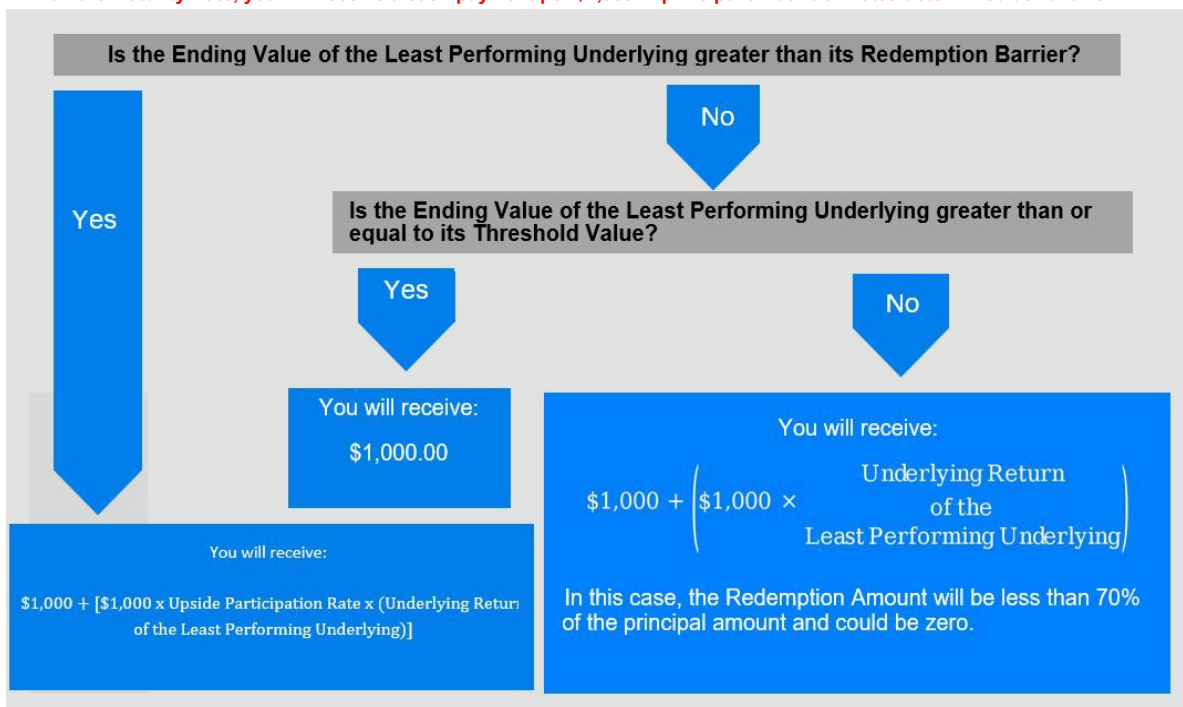 Is the Ending Value of the Least Performing Underlying greater than its Redemption Barrier?
No
Yes
Is the Ending Value of the Least Performing Underlying greater than or
equal to its Threshold Value?
Yes
No
You will receive:
$1,000.00
You will receive:
$1,000 + ($1,000 × Underlying Return
of the
Least Performing Underlying)
In this case, the Redemption Amount will be less than 70%
of the principal amount and could be zero.
You will receive:
$1,000 + [$1,000 x Upside Participation Rate x (Underlying Return
of the Least Performing Underlying)]